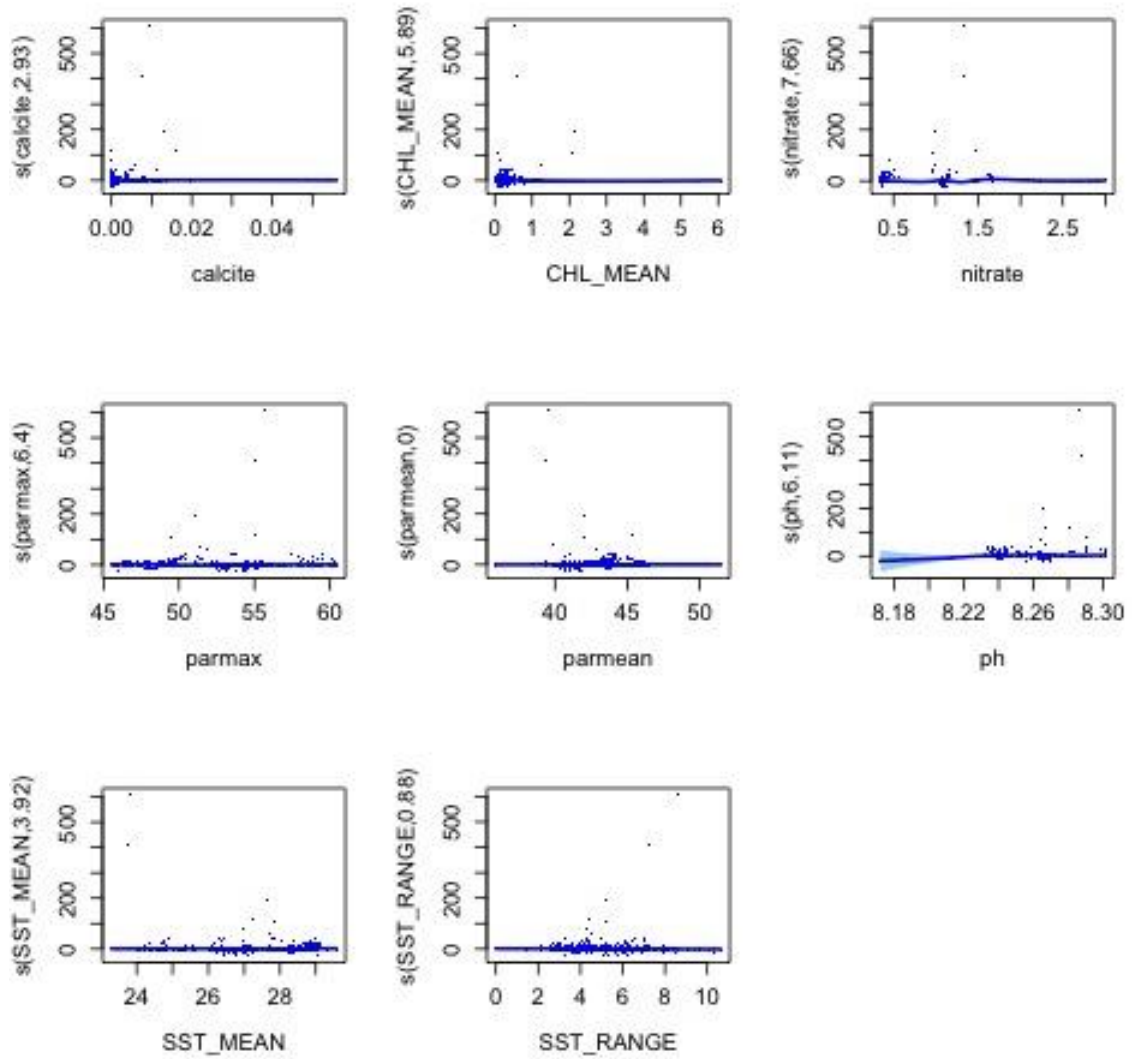 s(calcite,2.93)
500
200
0
0.00 0.02 0.04
calcite
s(CHL_MEAN,5.89)
500
200
0
0 1 2 3 4 5 6
CHL_MEAN
s(nitrate,7.66)
500
200
0
0.5 1.5 2.5
nitrate
s(parmax,6.4)
500
200
0
45 50 55 60
parmax
s(parmean,0)
500
200
0
40 45 50
parmean
s(ph,6.11)
500
200
0
8.18 8.22 8.26 8.30
ph
s(SST_MEAN,3.92)
500
200
0
24 26 28
SST_MEAN
s(SST_RANGE,0.88)
500
200
0
0 2 4 6 8 10
SST_RANGE